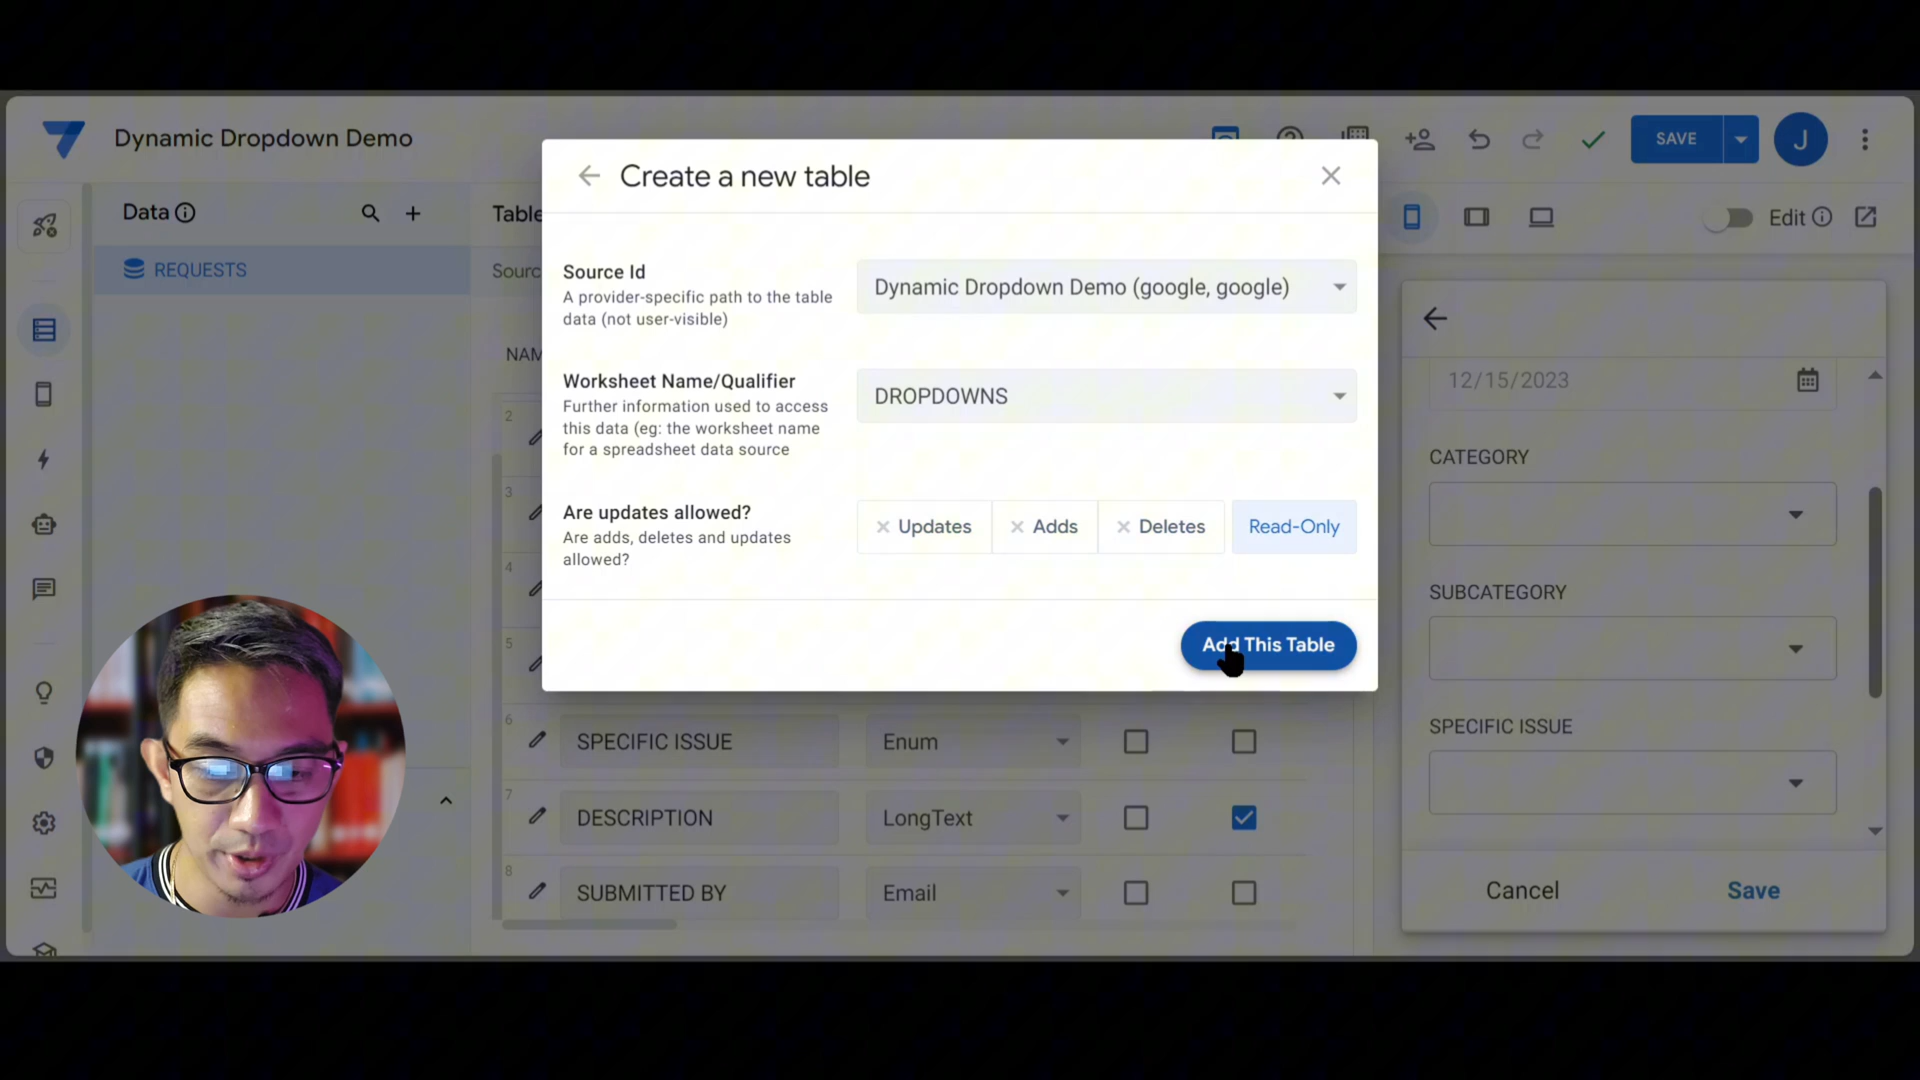 Dynamic Dropdown Demo
SAVE
J
Data
Table
Edit
REQUESTS
Sourc
NAM
2
3
4
5
Create a new table
Source Id
A provider-specific path to the table
data (not user-visible)
Dynamic Dropdown Demo (google, google)
Worksheet Name/Qualifier
Further information used to access
this data (eg: the worksheet name
for a spreadsheet data source
DROPDOWNS
Are updates allowed?
Are adds, deletes and updates
allowed?
Updates
Adds
Deletes
Read-Only
Add This Table
6
SPECIFIC ISSUE
Enum
7
DESCRIPTION
LongText
8
SUBMITTED BY
Email
12/15/2023
CATEGORY
SUBCATEGORY
SPECIFIC ISSUE
Cancel
Save